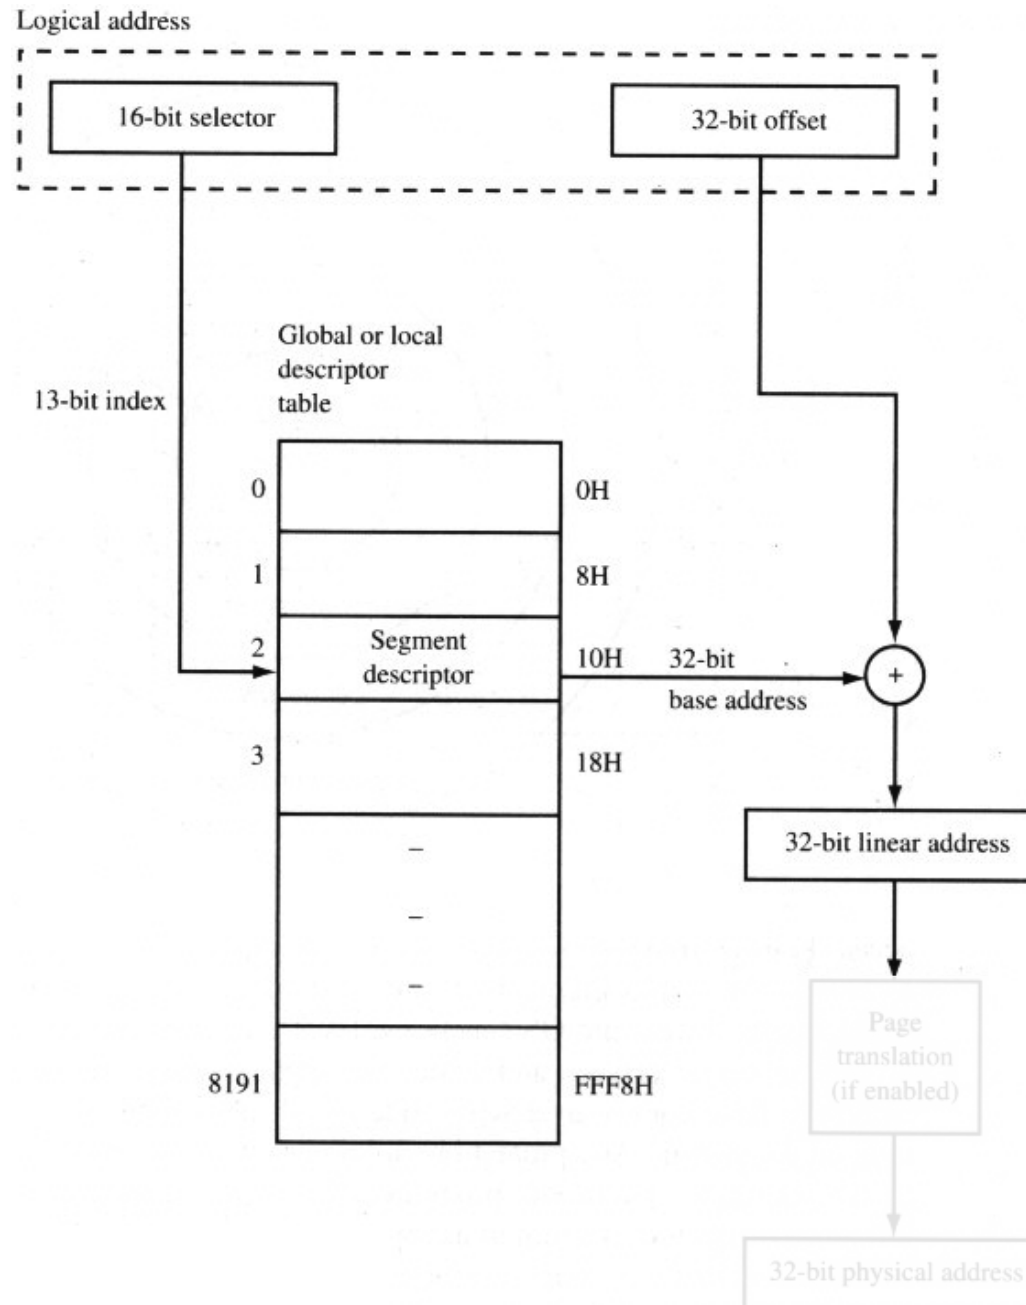 Logical address
16-bit selector
32-bit offset
Global or local
descriptor
table
13-bit index
0
0H
1
8H
2
Segment
descriptor
10H
32-bit
base address
+
3
18H
32-bit linear address
–
–
–
Page
translation
(if enabled)
8191
FFF8H
32-bit physical address